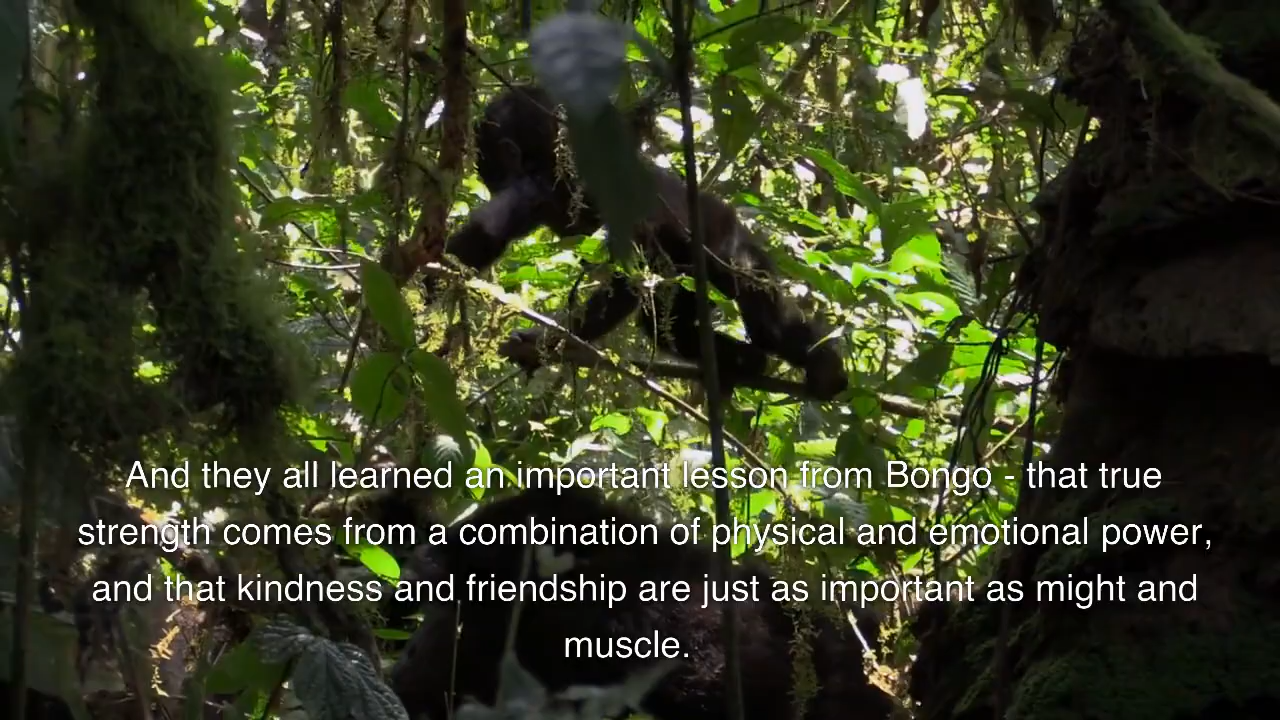 And they all learned an important lesson from Bongo - that true
strength comes from a combination of physical and emotional power,
and that kindness and friendship are just as important as might and
muscle.